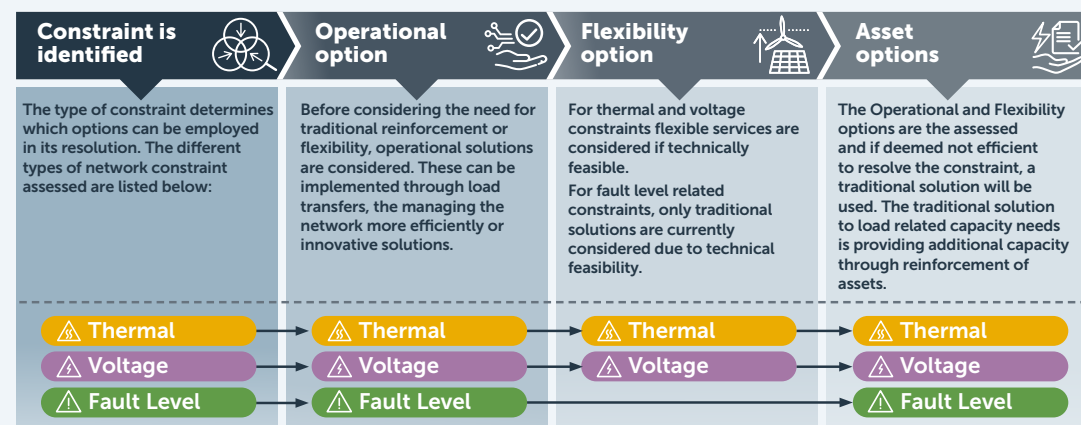 Constraint is
identified
Operational
option
Flexibility
option
Asset
options
The type of constraint determines
which options can be employed
in its resolution. The different
types of network constraint
assessed are listed below:
Before considering the need for
traditional reinforcement or
flexibility, operational solutions
are considered. These can be
implemented through load
transfers, the managing the
network more efficiently or
innovative solutions.
For thermal and voltage
constraints flexible services are
considered if technically
feasible.
For fault level related
constraints, only traditional
solutions are currently
considered due to technical
feasibility.
The Operational and Flexibility
options are the assessed
and if deemed not efficient
to resolve the constraint, a
traditional solution will be
used. The traditional solution
to load related capacity needs
is providing additional capacity
through reinforcement of
assets.
Thermal
Thermal
Thermal
Thermal
Voltage
Voltage
Voltage
Voltage
Fault Level
Fault Level
Fault Level